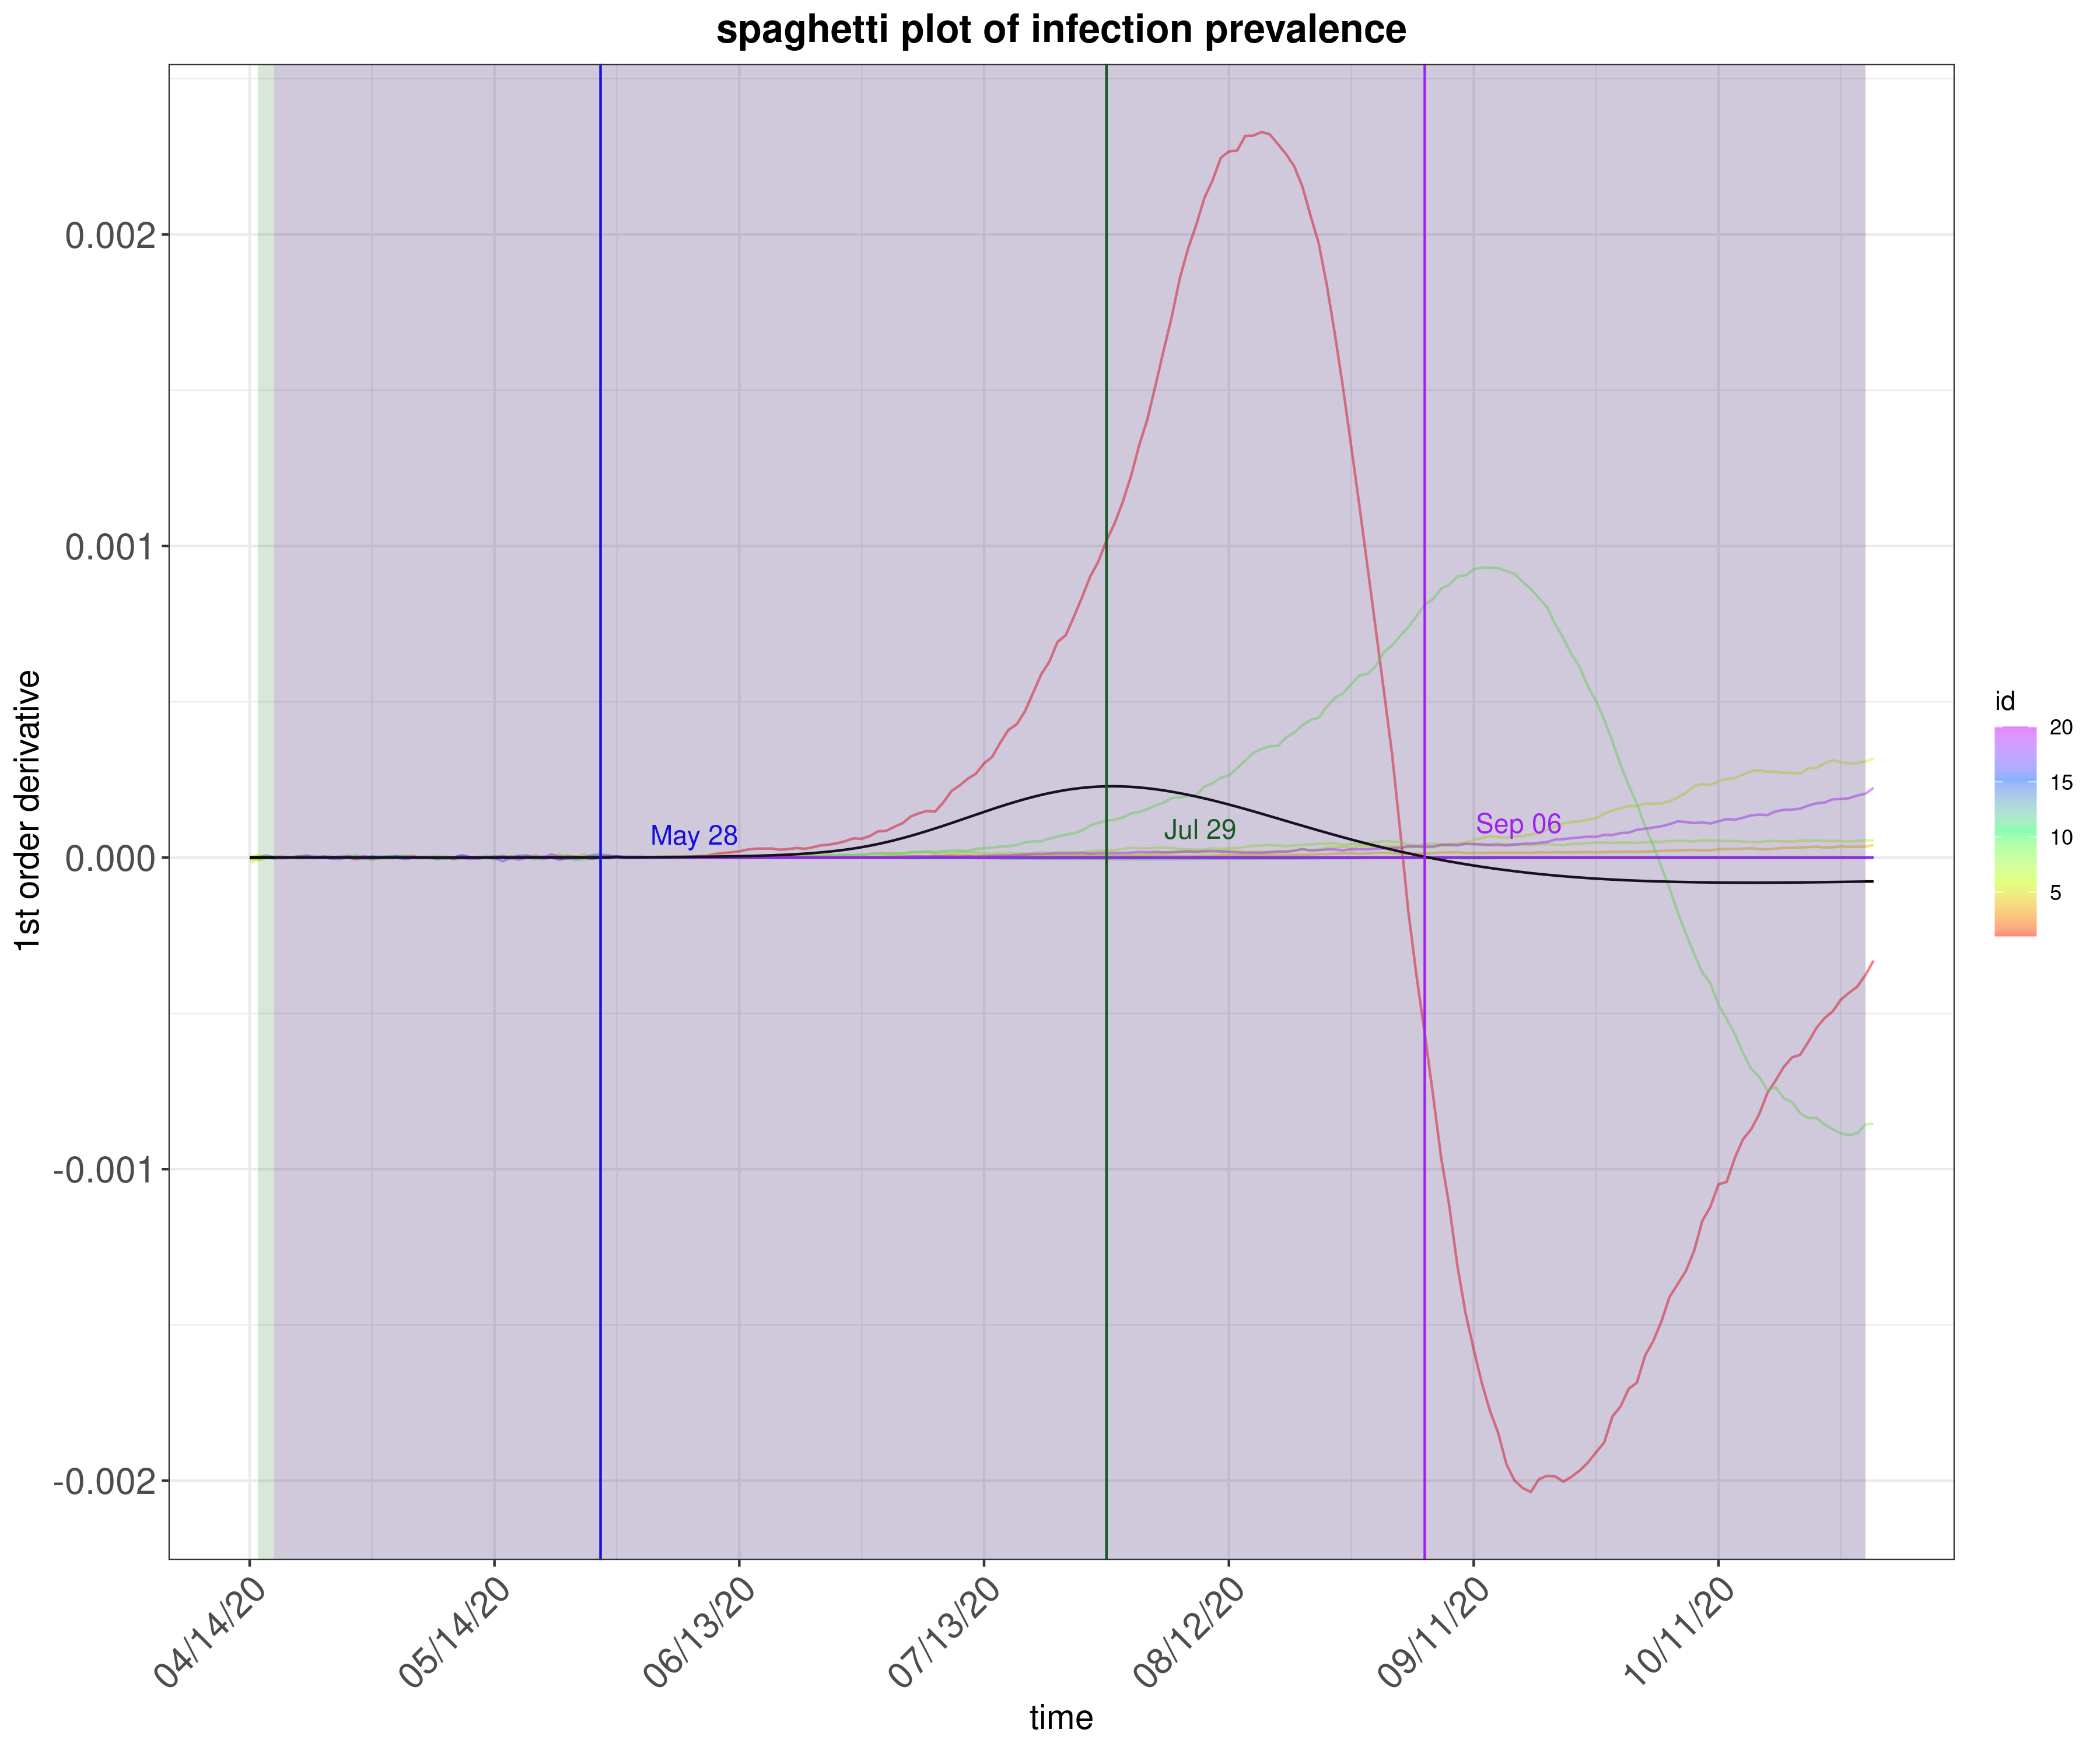 spaghetti plot of infection prevalence
1st order derivative
0.002
0.001
0.000
-0.001
-0.002
May 28
Jul 29
Sep 06
id
20
15
10
5
04/14/20
05/14/20
06/13/20
07/13/20
08/12/20
09/11/20
10/11/20
time